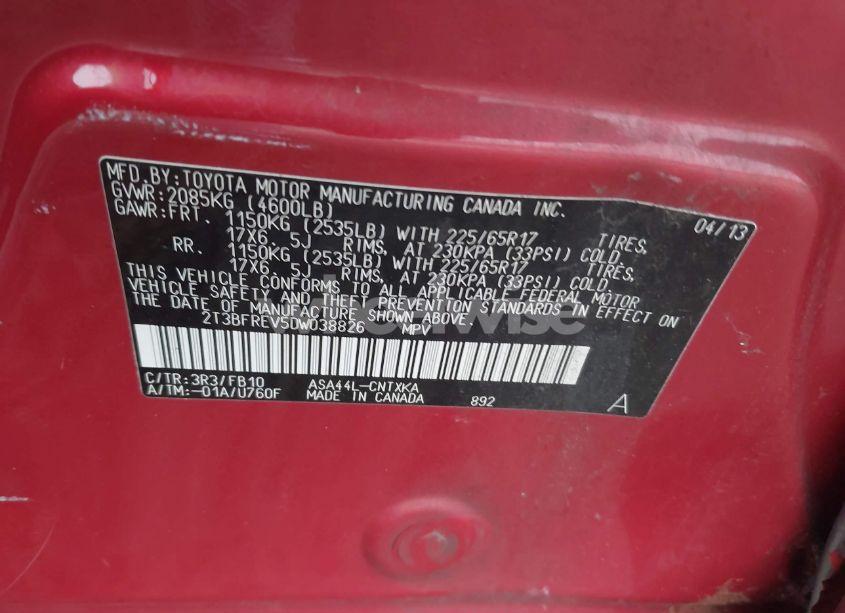 MFD.BY:TOYOTA MOTOR MANUFACTURING CANADA INC.
GVWR:2085KG (4600LB) 04/13
GAWR:FRT. 1150KG (2535LB) WITH 225/65R17 TIRES,
17X6. 5J RIMS, AT 230KPA (33PSI) COLD
RR. 1150KG (2535LB) WITH 225/65R17 TIRES,
17X6. 5J RIMS, AT 230KPA (33PSI) COLD
THIS VEHICLE CONFORMS TO ALL APPLICABLE FEDERAL MOTOR
VEHICLE SAFETY AND THEFT PREVENTION STANDARDS IN EFFECT ON
THE DATE OF MANUFACTURE SHOWN ABOVE.
2T3BFREV5DW038826 MPV
C/TR:3R3/FB10 ASA44L-CNTXKA
A/TM:-01A/U760F MADE IN CANADA 892 A